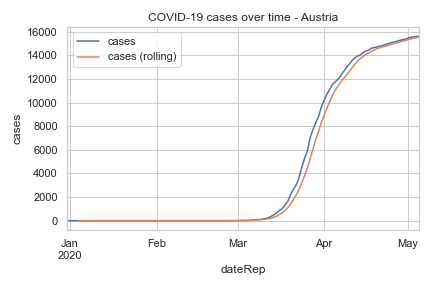 COVID-19 cases over time - Austria
16000
14000
12000
10000
8000
6000
4000
2000
0
cases
cases
cases (rolling)
Jan Feb Mar Apr May
2020
dateRep